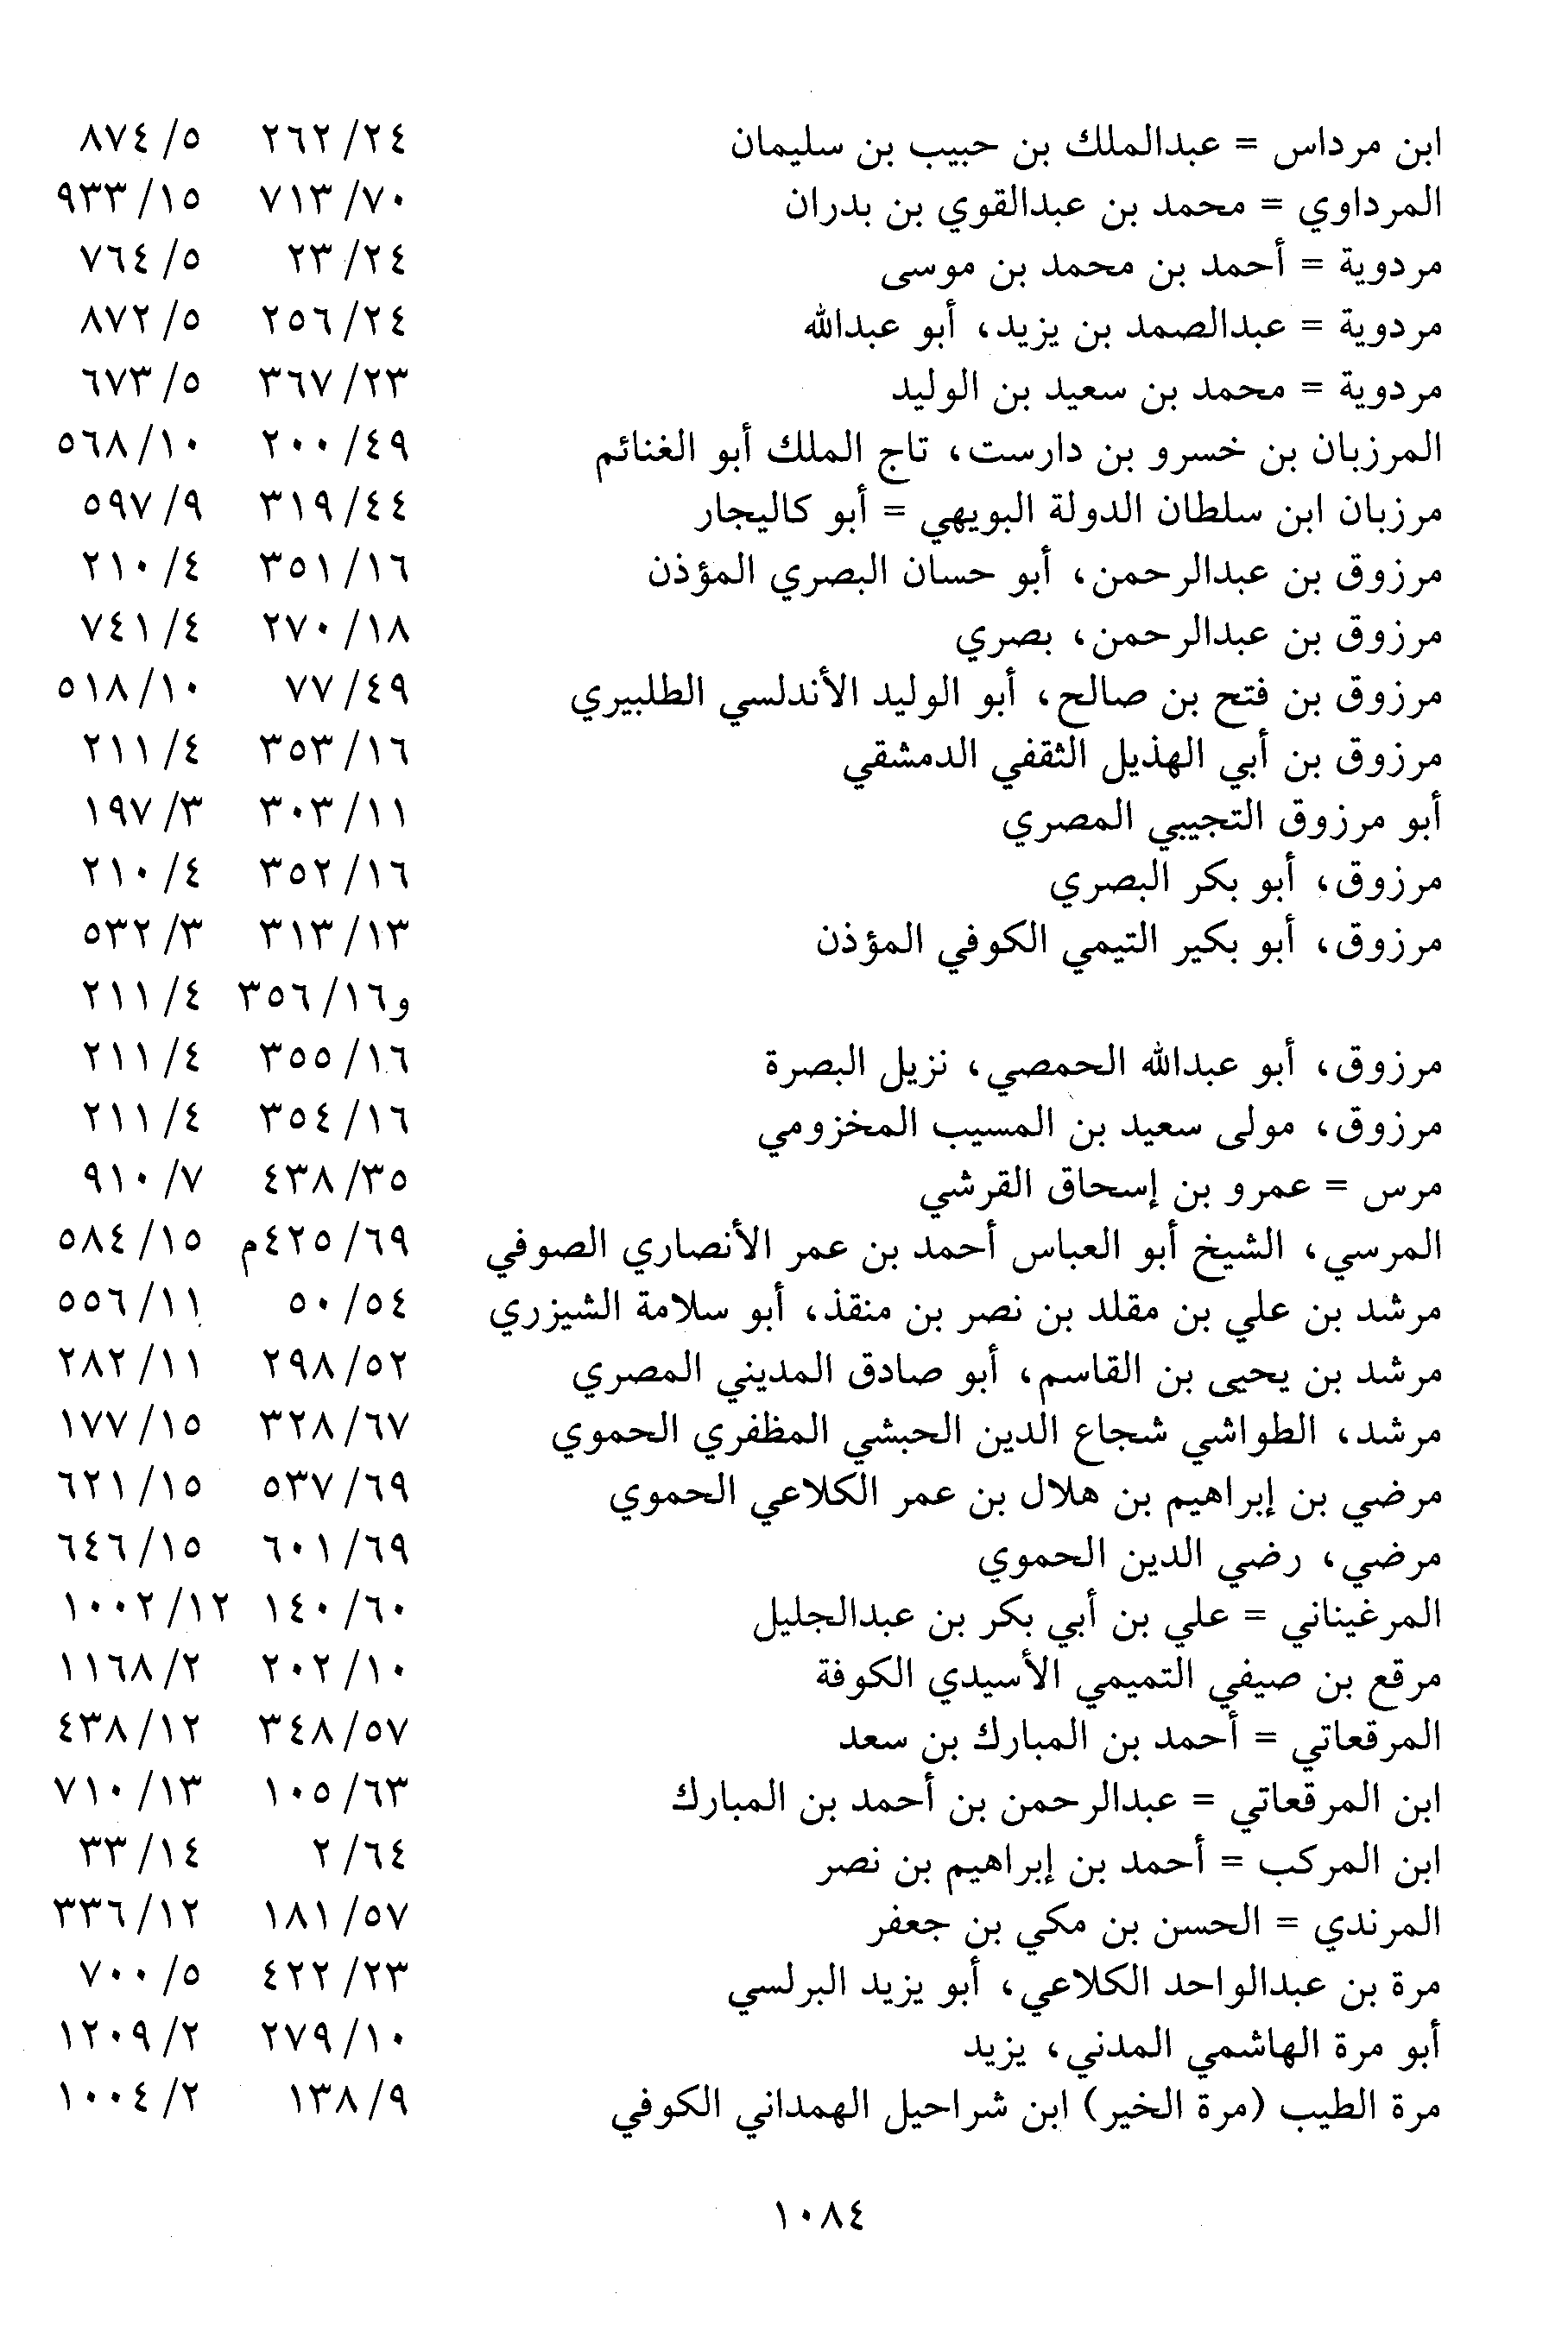 ابن مرداس = عبدالملك بن حبيب بن سليمان ٢٤/ ٢٦٢ ٥/ ٨٧٤
المرداوي = محمد بن عبدالقوي بن بدران ٧٠/ ٧١٣ ١٥/ ٩٣٣
مردوية = أحمد بن محمد بن موسى ٢٤/ ٢٣ ٥/ ٧٦٤
مردوية = عبدالصمد بن يزيد، أبو عبدالله ٢٤/ ٢٥٦ ٥/ ٨٧٢
مردوية = محمد بن سعيد بن الوليد ٢٣/ ٣٦٧ ٥/ ٦٧٣
المرزبان بن خسرو بن دارست، تاج الملك أبو الغنائم ٤٩/ ٢٠٠ ١٠/ ٥٦٨
مرزبان ابن سلطان الدولة البويهي = أبو كاليجار ٤٤/ ٣١٩ ٩/ ٥٩٧
مرزوق بن عبدالرحمن، أبو حسان البصري المؤذن ١٦/ ٣٥١ ٤/ ٢١٠
مرزوق بن عبدالرحمن، بصري ١٨/ ٢٧٠ ٤/ ٧٤١
مرزوق بن فتح بن صالح، أبو الوليد الأندلسي الطلبيري ٤٩/ ٧٧ ١٠/ ٥١٨
مرزوق بن أبي الهذيل الثقفي الدمشقي ١٦/ ٣٥٣ ٤/ ٢١١
أبو مرزوق التجيبي المصري ١١/ ٣٠٣ ٣/ ١٩٧
مرزوق، أبو بكر البصري ١٦/ ٣٥٢ ٤/ ٢١٠
مرزوق، أبو بكير التيمي الكوفي المؤذن ١٣/ ٣١٣ ٣/ ٥٣٢
و١٦/ ٣٥٦ ٤/ ٢١١
مرزوق، أبو عبدالله الحمصي، نزيل البصرة ١٦/ ٣٥٥ ٤/ ٢١١
مرزوق، مولى سعيد بن المسيب المخزومي ١٦/ ٣٥٤ ٤/ ٢١١
مرس = عمرو بن إسحاق القرشي ٣٥/ ٤٣٨ ٧/ ٩١٠
المرسي، الشيخ أبو العباس أحمد بن عمر الأنصاري الصوفي ٦٩/ ٤٢٥م ١٥/ ٥٨٤
مرشد بن علي بن مقلد بن نصر بن منقذ، أبو سلامة الشيزري ٥٤/ ٥٠ ١١/ ٥٥٦
مرشد بن يحيى بن القاسم، أبو صادق المديني المصري ٥٢/ ٢٩٨ ١١/ ٢٨٢
مرشد، الطواشي شجاع الدين الحبشي المظفري الحموي ٦٧/ ٣٢٨ ١٥/ ١٧٧
مرضي بن إبراهيم بن هلال بن عمر الكلاعي الحموي ٦٩/ ٥٣٧ ١٥/ ٦٢١
مرضي، رضي الدين الحموي ٦٩/ ٦٠١ ١٥/ ٦٤٦
المرغيناني = علي بن أبي بكر بن عبدالجليل ٦٠/ ١٤٠ ١٢/ ١٠٠٢
مرقع بن صيفي التميمي الأسيدي الكوفة ١٠/ ٢٠٢ ٢/ ١١٦٨
المرقعاتي = أحمد بن المبارك بن سعد ٥٧/ ٣٤٨ ١٢/ ٤٣٨
ابن المرقعاتي = عبدالرحمن بن أحمد بن المبارك ٦٣/ ١٠٥ ١٣/ ٧١٠
ابن المركب = أحمد بن إبراهيم بن نصر ٦٤/ ٢ ١٤/ ٣٣
المرندي = الحسن بن مكي بن جعفر ٥٧/ ١٨١ ١٢/ ٣٣٦
مرة بن عبدالواحد الكلاعي، أبو يزيد البرلسي ٢٣/ ٤٢٢ ٥/ ٧٠٠
أبو مرة الهاشمي المدني، يزيد ١٠/ ٢٧٩ ٢/ ١٢٠٩
مرة الطيب (مرة الخير) ابن شراحيل الهمداني الكوفي ٩/ ١٣٨ ٢/ ١٠٠٤
١٠٨٤